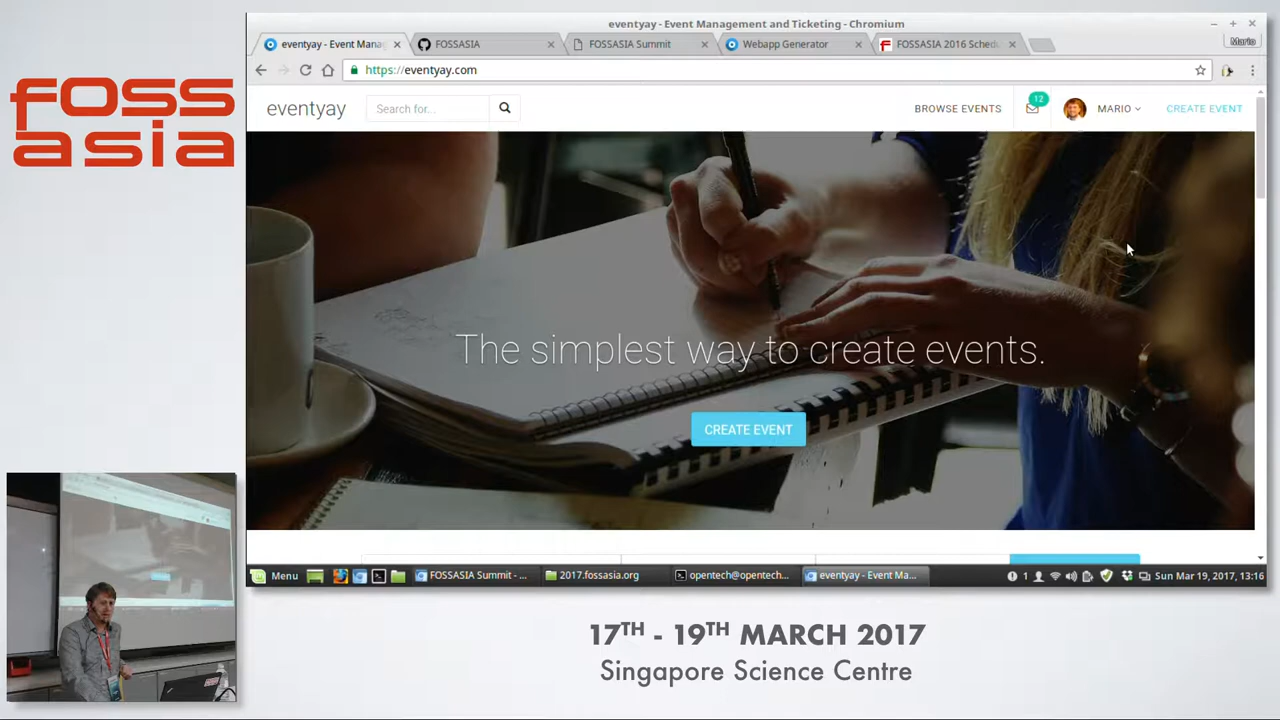 FOSS
asia
eventyay - Event Management and Ticketing - Chromium
eventyay - Event Mana
FOSSASIA
FOSSASIA Summit
Webapp Generator
FOSSASIA 2016 Sched
Mario
https://eventyay.com
eventyay
Search for...
BROWSE EVENTS
12
MARIO
CREATE EVENT
The simplest way to create events.
CREATE EVENT
Menu
FOSSASIA Summit - ...
2017.fossasia.org
opentech@opentech...
eventyay - Event Ma...
1
Sun Mar 19, 2017, 13:16
17TH - 19TH MARCH 2017
Singapore Science Centre